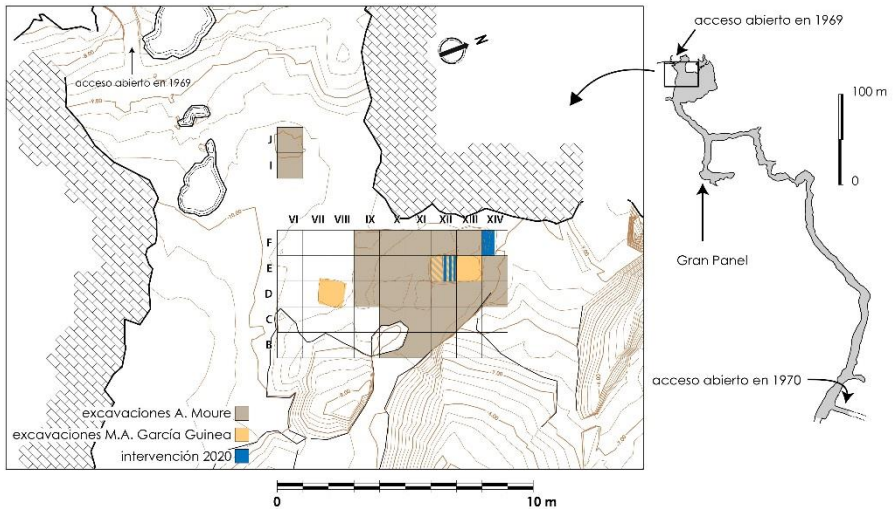 acceso abierto en 1969
N
J
I
VI VII VIII IX X XI XII XIII XIV
F
E
D
C
B
excavaciones A. Moure
excavaciones M.A. García Guinea
intervención 2020
0 10 m
acceso abierto en 1969
100 m
0
Gran Panel
acceso abierto en 1970